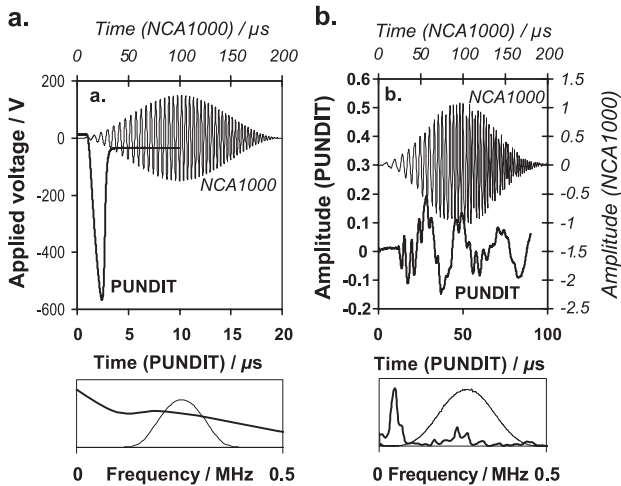 a.
Time (NCA1000) / µs
0 50 100 150 200
200
0
-200
-400
-600
Applied voltage / V
a.
NCA1000
PUNDIT
0 5 10 15 20
Time (PUNDIT) / µs
0 Frequency / MHz 0.5
b.
Time (NCA1000) / µs
0 50 100 150 200
0.6
0.5
0.4
0.3
0.2
0.1
0
-0.1
-0.2
Amplitude (PUNDIT)
b.
NCA1000
PUNDIT
1.5
1
0.5
0
-0.5
-1
-1.5
-2
-2.5
Amplitude (NCA1000)
0 50 100
Time (PUNDIT) / µs
0 Frequency / MHz 0.5